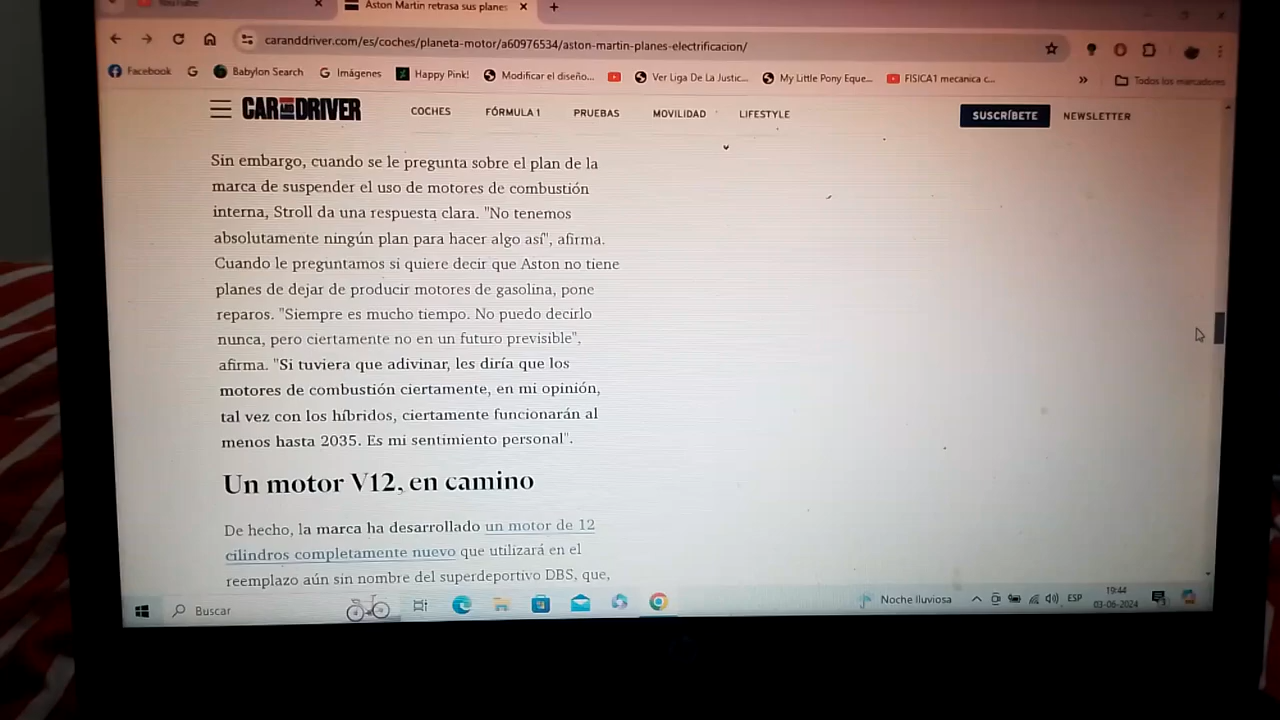 YouTube
Aston Martin retrasa sus planes
caranddriver.com/es/coches/planeta-motor/a60976534/aston-martin-planes-electrificacion/
Facebook
Babylon Search
Imágenes
Happy Pink!
Modificar el diseño...
Ver Liga De La Justic...
My Little Pony Eque...
FISICA1 mecanica c...
»
Todos los marcadores
CAR AND DRIVER
COCHES
FÓRMULA 1
PRUEBAS
MOVILIDAD
LIFESTYLE
SUSCRÍBETE
NEWSLETTER
Sin embargo, cuando se le pregunta sobre el plan de la
marca de suspender el uso de motores de combustión
interna, Stroll da una respuesta clara. "No tenemos
absolutamente ningún plan para hacer algo así", afirma.
Cuando le preguntamos si quiere decir que Aston no tiene
planes de dejar de producir motores de gasolina, pone
reparos. "Siempre es mucho tiempo. No puedo decirlo
nunca, pero ciertamente no en un futuro previsible",
afirma. "Si tuviera que adivinar, les diría que los
motores de combustión ciertamente, en mi opinión,
tal vez con los híbridos, ciertamente funcionarán al
menos hasta 2035. Es mi sentimiento personal".
Un motor V12, en camino
De hecho, la marca ha desarrollado un motor de 12
cilindros completamente nuevo que utilizará en el
reemplazo aún sin nombre del superdeportivo DBS, que,
Buscar
Noche lluviosa
ESP
19:44
03-06-2024